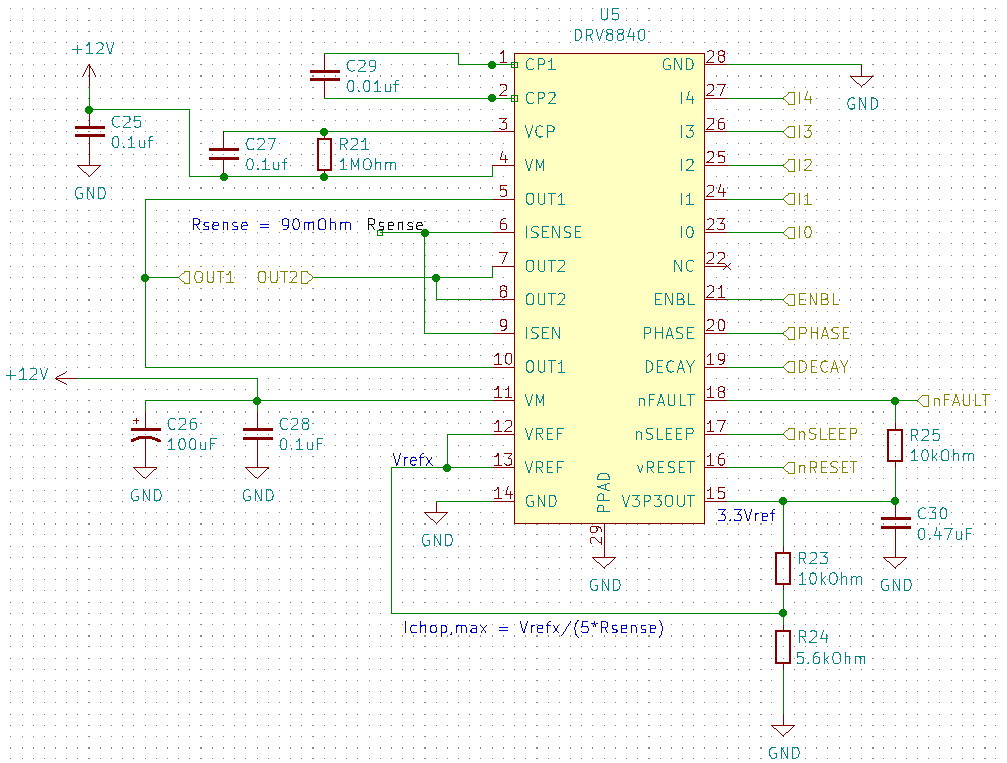 U5
DRV8840
+12V
C25
0.1uf
GND
C29
0.01uf
C27
0.1uf
R21
1MOhm
Rsense = 90mOhm
Rsense
OUT1
OUT2
+12V
C26
100uF
GND
C28
0.1uF
GND
Vrefx
GND
1 CP1
2 CP2
3 VCP
4 VM
5 OUT1
6 ISENSE
7 OUT2
8 OUT2
9 ISEN
10 OUT1
11 VM
12 VREF
13 VREF
14 GND
PPAD
29
GND
GND 28
I4 27
I3 26
I2 25
I1 24
I0 23
NC 22
ENBL 21
PHASE 20
DECAY 19
nFAULT 18
nSLEEP 17
vRESET 16
V3P3OUT 15
GND
I4
I3
I2
I1
I0
ENBL
PHASE
DECAY
nFAULT
nSLEEP
nRESET
R25
10kOhm
3.3Vref
C30
0.47uF
GND
R23
10kOhm
Ichop,max = Vrefx/(5*Rsense)
R24
5.6kOhm
GND